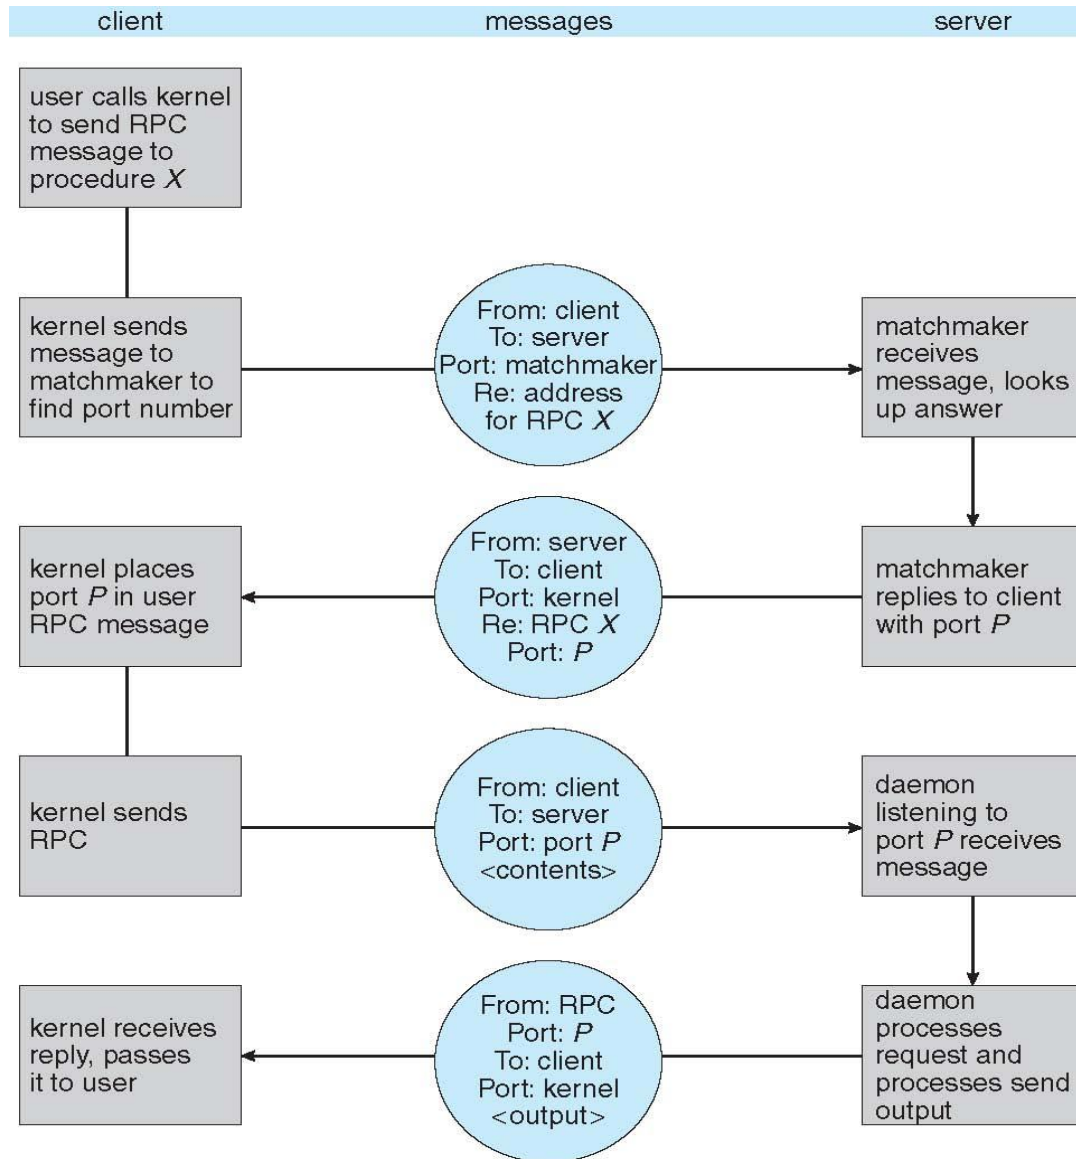 client messages server
user calls kernel
to send RPC
message to
procedure X
kernel sends
message to
matchmaker to
find port number
From: client
To: server
Port: matchmaker
Re: address
for RPC X
matchmaker
receives
message, looks
up answer
kernel places
port P in user
RPC message
From: server
To: client
Port: kernel
Re: RPC X
Port: P
matchmaker
replies to client
with port P
kernel sends
RPC
From: client
To: server
Port: port P
<contents>
daemon
listening to
port P receives
message
kernel receives
reply, passes
it to user
From: RPC
Port: P
To: client
Port: kernel
<output>
daemon
processes
request and
processes send
output